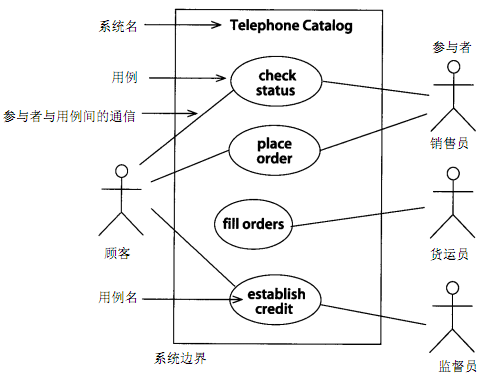 系统名
Telephone Catalog
参与者
用例
check
status
参与者与用例间的通信
销售员
place
order
fill orders
顾客
货运员
用例名
establish
credit
系统边界
监督员